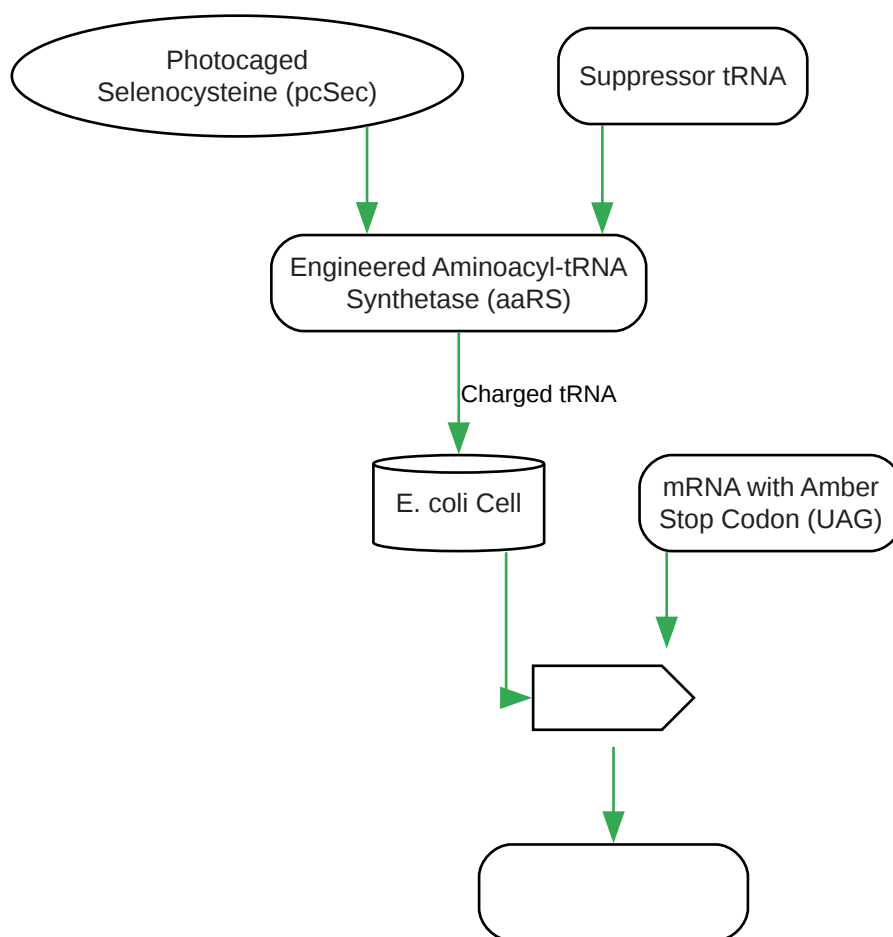 Photocaged
Selenocysteine (pcSec)
Suppressor tRNA
Engineered Aminoacyl-tRNA
Synthetase (aaRS)
Charged tRNA
E. coli Cell
mRNA with Amber
Stop Codon (UAG)